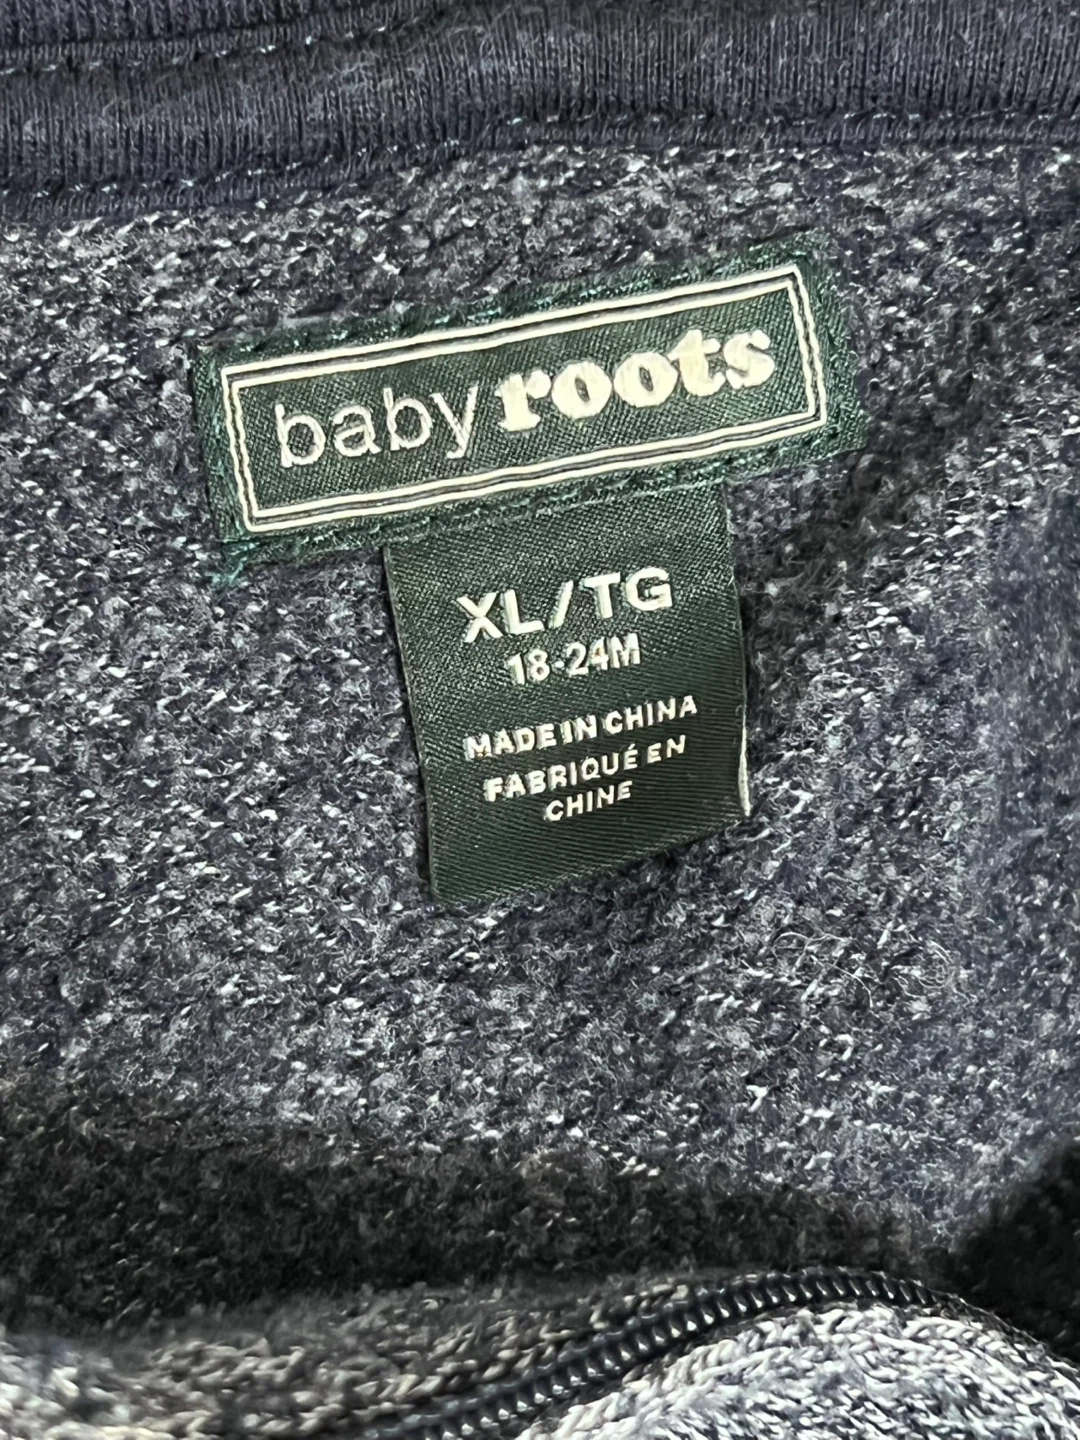 baby roots
XL/TG
18-24M
MADE IN CHINA
FABRIQUÉ EN
CHINE